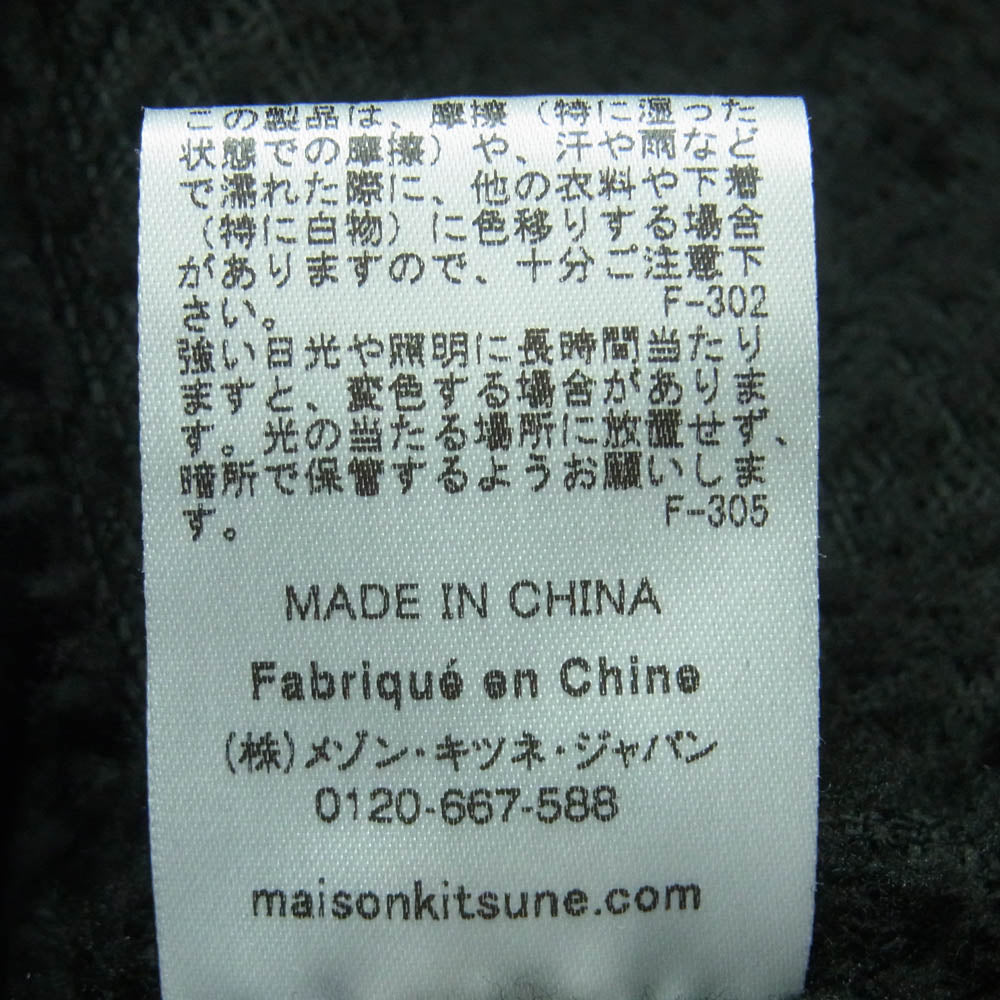 この製品は、摩擦(特に湿った
状態での摩擦)や、汗や雨など
で濡れた際に、他の衣料や下着
(特に白物)に色移りする場合
がありますので、十分ご注意下
さい。 F-302
強い日光や照明に長時間当たり
ますと、変色する場合がありま
す。光の当たる場所に放置せず、
暗所で保管するようお願いしま
す。 F-305
MADE IN CHINA
Fabriqué en Chine
(株)メゾン・キツネ・ジャパン
0120-667-588
maisonkitsune.com